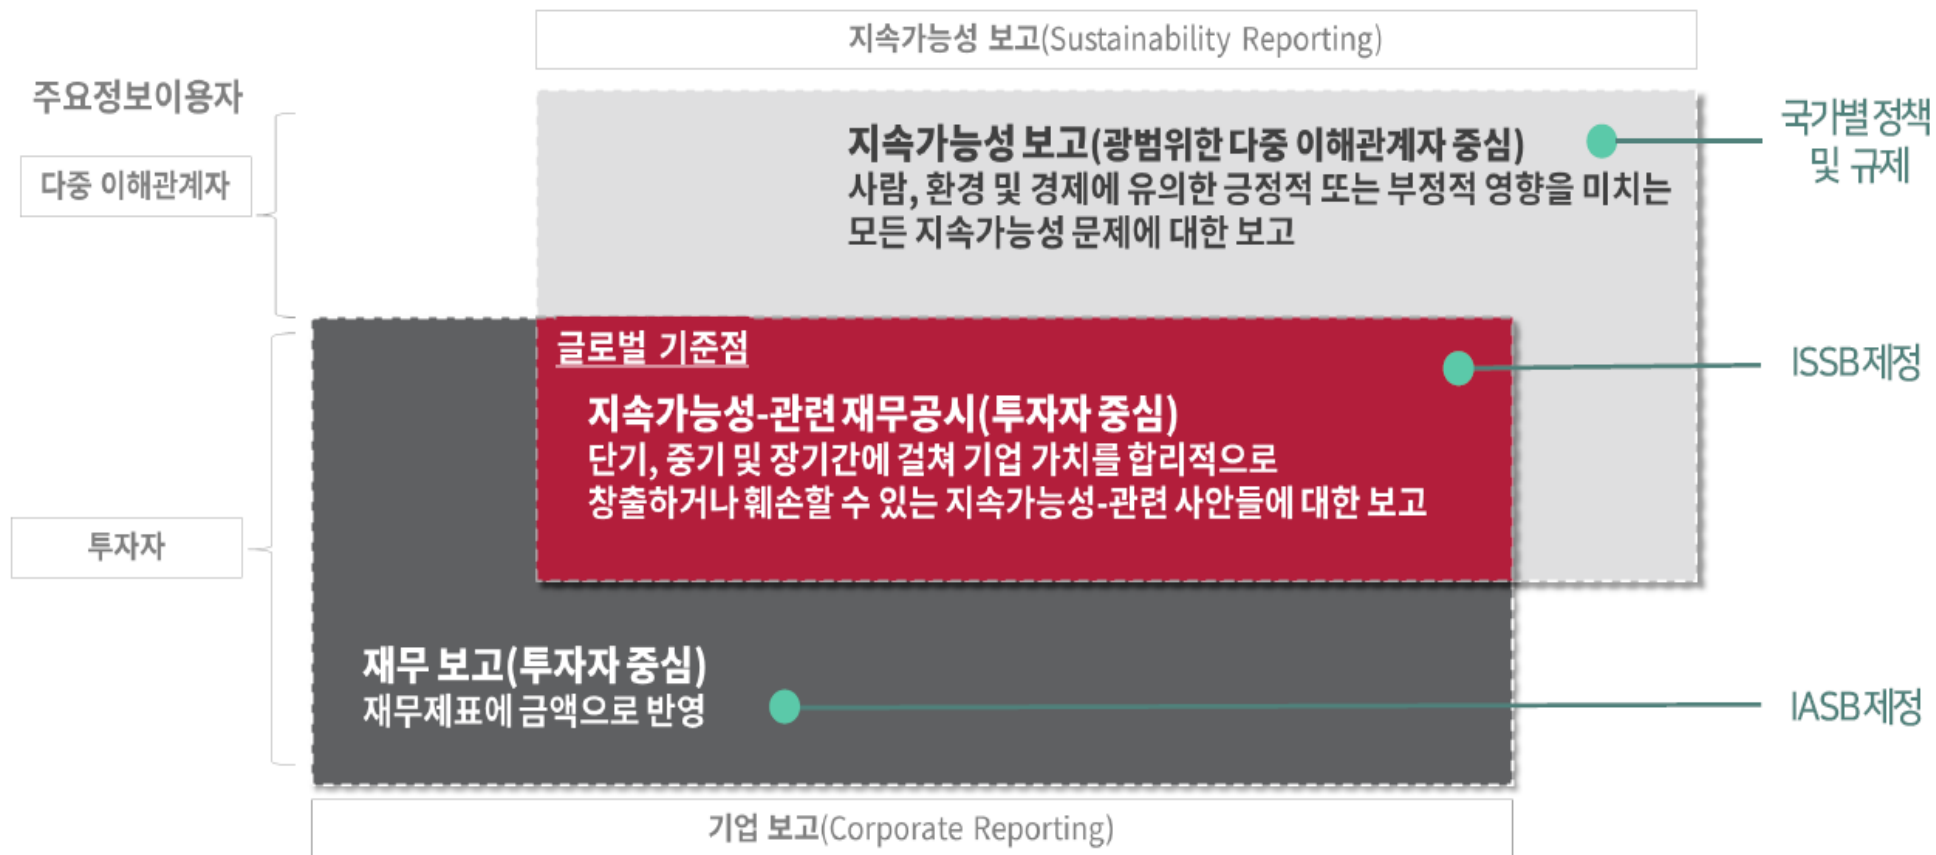 지속가능성 보고(Sustainability Reporting)
주요정보이용자
다중 이해관계자
지속가능성 보고(광범위한 다중 이해관계자 중심)
사람, 환경 및 경제에 유의한 긍정적 또는 부정적 영향을 미치는
모든 지속가능성 문제에 대한 보고
국가별 정책
및 규제
글로벌 기준점
지속가능성-관련 재무공시(투자자 중심)
단기, 중기 및 장기간에 걸쳐 기업 가치를 합리적으로
창출하거나 훼손할 수 있는 지속가능성-관련 사안들에 대한 보고
ISSB 제정
투자자
재무 보고(투자자 중심)
재무제표에 금액으로 반영
IASB 제정
기업 보고(Corporate Reporting)